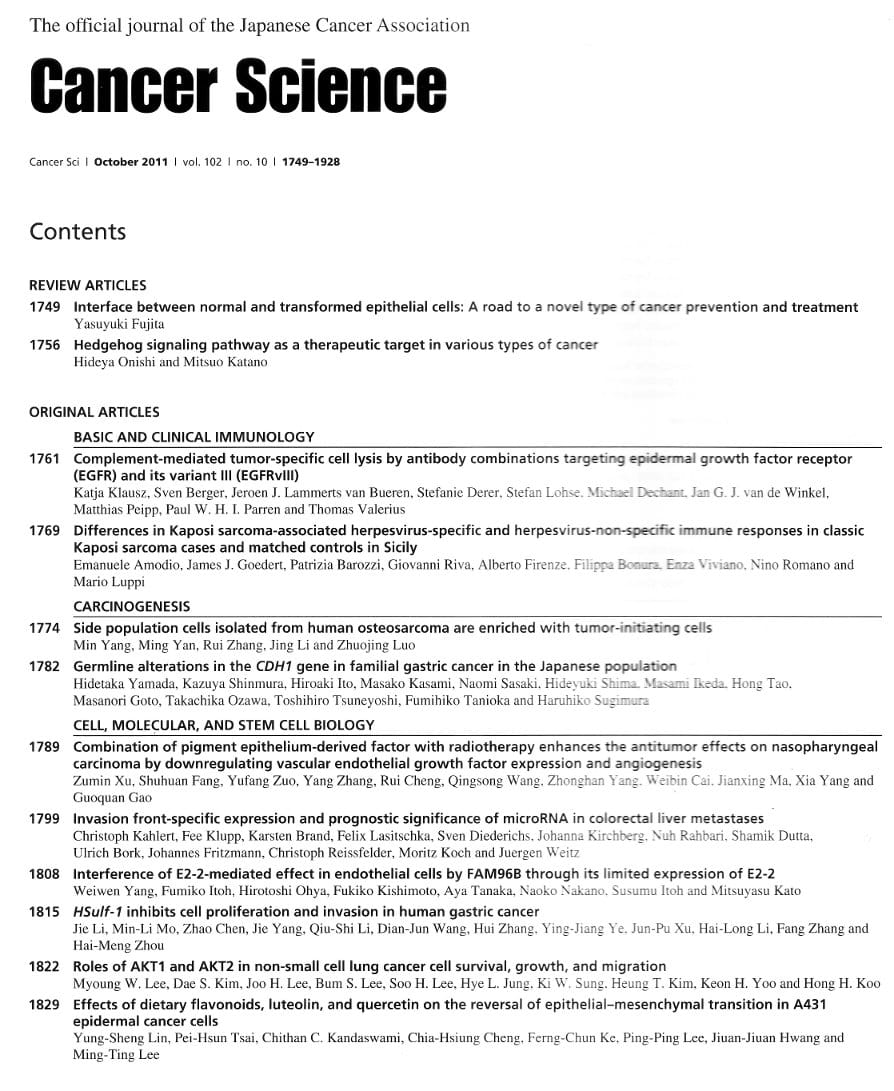 The official journal of the Japanese Cancer Association
Cancer Science
Cancer Sci | October 2011 | vol. 102 | no. 10 | 1749–1928
Contents
REVIEW ARTICLES
1749 Interface between normal and transformed epithelial cells: A road to a novel type of cancer prevention and treatment
Yasuyuki Fujita
1756 Hedgehog signaling pathway as a therapeutic target in various types of cancer
Hideya Onishi and Mitsuo Katano
ORIGINAL ARTICLES
BASIC AND CLINICAL IMMUNOLOGY
1761 Complement-mediated tumor-specific cell lysis by antibody combinations targeting epidermal growth factor receptor
(EGFR) and its variant III (EGFRvIII)
Katja Klausz, Sven Berger, Jeroen J. Lammerts van Bueren, Stefanie Derer, Stefan Lohse, Michael Dechant, Jan G. J. van de Winkel,
Matthias Peipp, Paul W. H. I. Parren and Thomas Valerius
1769 Differences in Kaposi sarcoma-associated herpesvirus-specific and herpesvirus-non-specific immune responses in classic
Kaposi sarcoma cases and matched controls in Sicily
Emanuele Amodio, James J. Goedert, Patrizia Barozzi, Giovanni Riva, Alberto Firenze, Filippa Bonura, Enza Viviano, Nino Romano and
Mario Luppi
CARCINOGENESIS
1774 Side population cells isolated from human osteosarcoma are enriched with tumor-initiating cells
Min Yang, Ming Yan, Rui Zhang, Jing Li and Zhuojing Luo
1782 Germline alterations in the CDH1 gene in familial gastric cancer in the Japanese population
Hidetaka Yamada, Kazuya Shinmura, Hiroaki Ito, Masako Kasami, Naomi Sasaki, Hideyuki Shima, Masami Ikeda, Hong Tao,
Masanori Goto, Takachika Ozawa, Toshihiro Tsuneyoshi, Fumihiko Tanioka and Haruhiko Sugimura
CELL, MOLECULAR, AND STEM CELL BIOLOGY
1789 Combination of pigment epithelium-derived factor with radiotherapy enhances the antitumor effects on nasopharyngeal
carcinoma by downregulating vascular endothelial growth factor expression and angiogenesis
Zumin Xu, Shuhuan Fang, Yufang Zuo, Yang Zhang, Rui Cheng, Qingsong Wang, Zhonghan Yang, Weibin Cai, Jianxing Ma, Xia Yang and
Guoquan Gao
1799 Invasion front-specific expression and prognostic significance of microRNA in colorectal liver metastases
Christoph Kahlert, Fee Klupp, Karsten Brand, Felix Lasitschka, Sven Diederichs, Johanna Kirchberg, Nuh Rahbari, Shamik Dutta,
Ulrich Bork, Johannes Fritzmann, Christoph Reissfelder, Moritz Koch and Juergen Weitz
1808 Interference of E2-2-mediated effect in endothelial cells by FAM96B through its limited expression of E2-2
Weiwen Yang, Fumiko Itoh, Hirotoshi Ohya, Fukiko Kishimoto, Aya Tanaka, Naoko Nakano, Susumu Itoh and Mitsuyasu Kato
1815 HSulf-1 inhibits cell proliferation and invasion in human gastric cancer
Jie Li, Min-Li Mo, Zhao Chen, Jie Yang, Qiu-Shi Li, Dian-Jun Wang, Hui Zhang, Ying-Jiang Ye, Jun-Pu Xu, Hai-Long Li, Fang Zhang and
Hai-Meng Zhou
1822 Roles of AKT1 and AKT2 in non-small cell lung cancer cell survival, growth, and migration
Myoung W. Lee, Dae S. Kim, Joo H. Lee, Bum S. Lee, Soo H. Lee, Hye L. Jung, Ki W. Sung, Heung T. Kim, Keon H. Yoo and Hong H. Koo
1829 Effects of dietary flavonoids, luteolin, and quercetin on the reversal of epithelial–mesenchymal transition in A431
epidermal cancer cells
Yung-Sheng Lin, Pei-Hsun Tsai, Chithan C. Kandaswami, Chia-Hsiung Cheng, Ferng-Chun Ke, Ping-Ping Lee, Jiuan-Jiuan Hwang and
Ming-Ting Lee